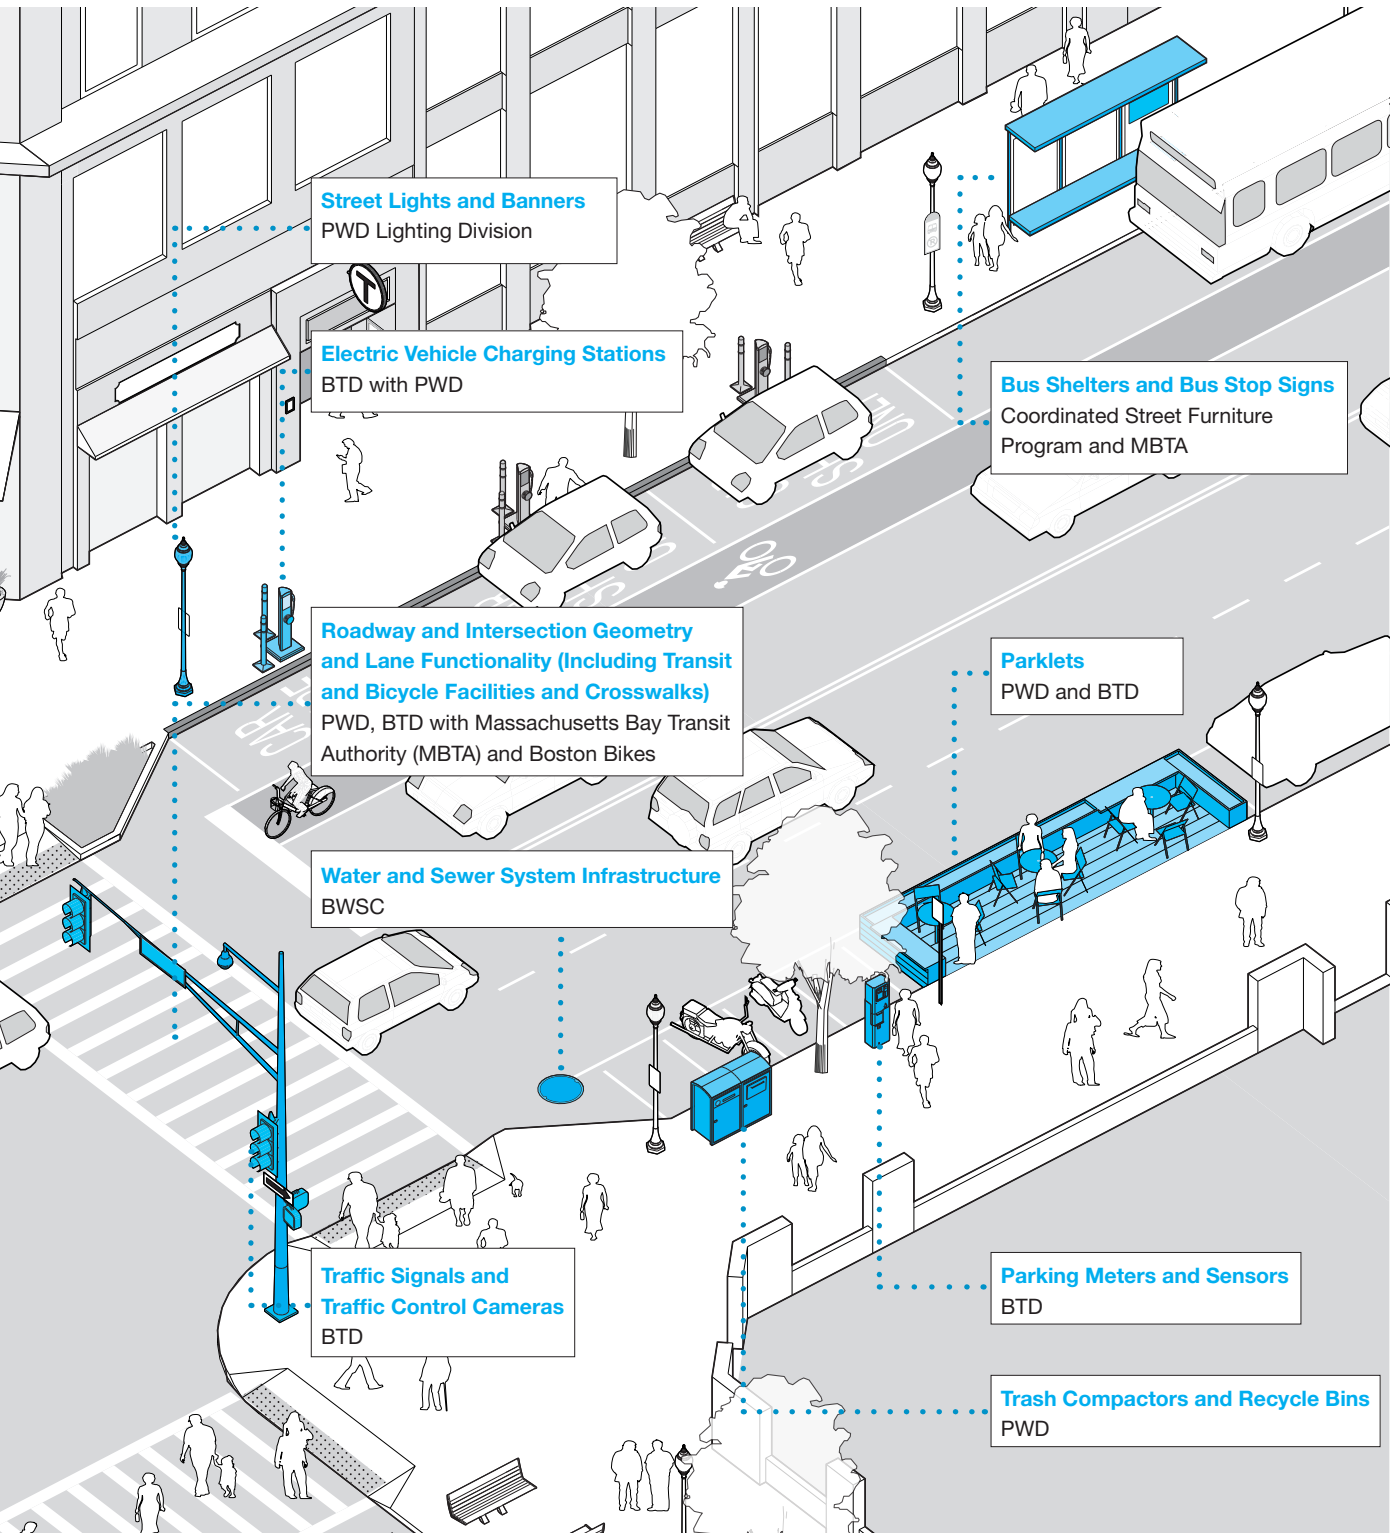 Street Lights and Banners
PWD Lighting Division
T
Electric Vehicle Charging Stations
BTD with PWD
Bus Shelters and Bus Stop Signs
Coordinated Street Furniture
Program and MBTA
Roadway and Intersection Geometry
and Lane Functionality (Including Transit
and Bicycle Facilities and Crosswalks)
PWD, BTD with Massachusetts Bay Transit
Authority (MBTA) and Boston Bikes
Parklets
PWD and BTD
CAR
Water and Sewer System Infrastructure
BWSC
Traffic Signals and
Traffic Control Cameras
BTD
Parking Meters and Sensors
BTD
Trash Compactors and Recycle Bins
PWD